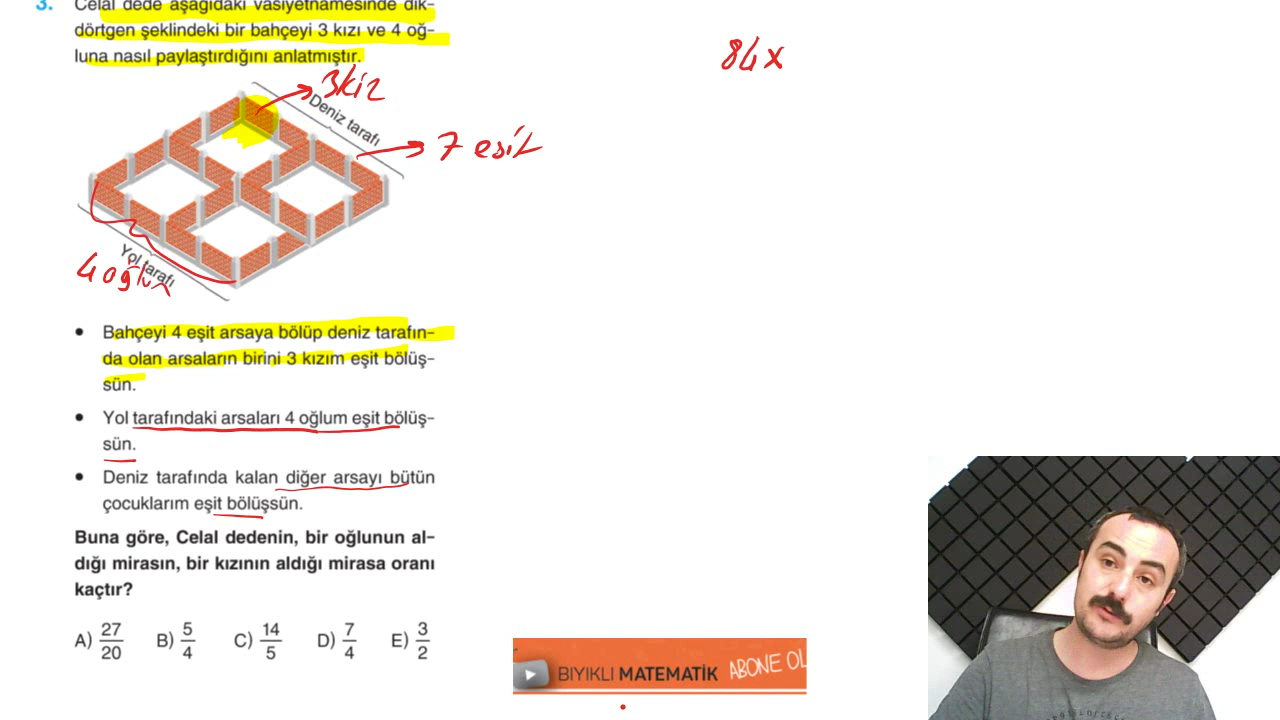 3. Celal dede aşağıdaki vasiyetnamesinde dik-
dörtgen şeklindeki bir bahçeyi 3 kızı ve 4 oğ-
luna nasıl paylaştırdığını anlatmıştır.
84x
3kiz
Deniz tarafı
7 esit
Yol tarafı
4 oğlun
• Bahçeyi 4 eşit arsaya bölüp deniz tarafın-
da olan arsaların birini 3 kızım eşit bölüş-
sün.
• Yol tarafındaki arsaları 4 oğlum eşit bölüş-
sün.
• Deniz tarafında kalan diğer arsayı bütün
çocuklarım eşit bölüşsün.
Buna göre, Celal dedenin, bir oğlunun al-
dığı mirasın, bir kızının aldığı mirasa oranı
kaçtır?
A) 27/20 B) 5/4 C) 14/5 D) 7/4 E) 3/2
BIYIKLI MATEMATİK ABONE OL